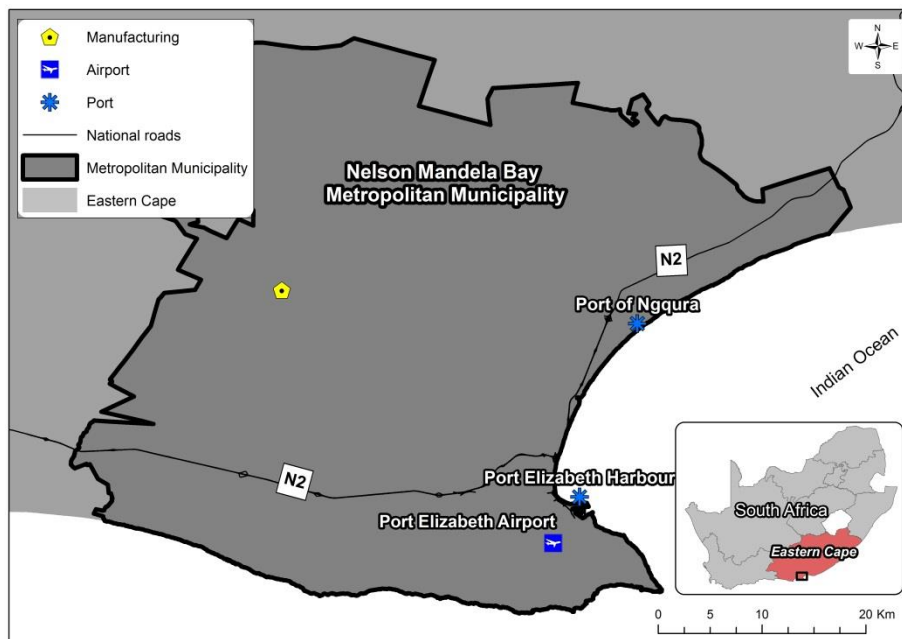 Manufacturing
Airport
Port
National roads
Metropolitan Municipality
Eastern Cape
N
W E
S
Nelson Mandela Bay
Metropolitan Municipality
N2
Port of Ngqura
Indian Ocean
N2
Port Elizabeth Harbour
Port Elizabeth Airport
South Africa
Eastern Cape
0 5 10 20 Km